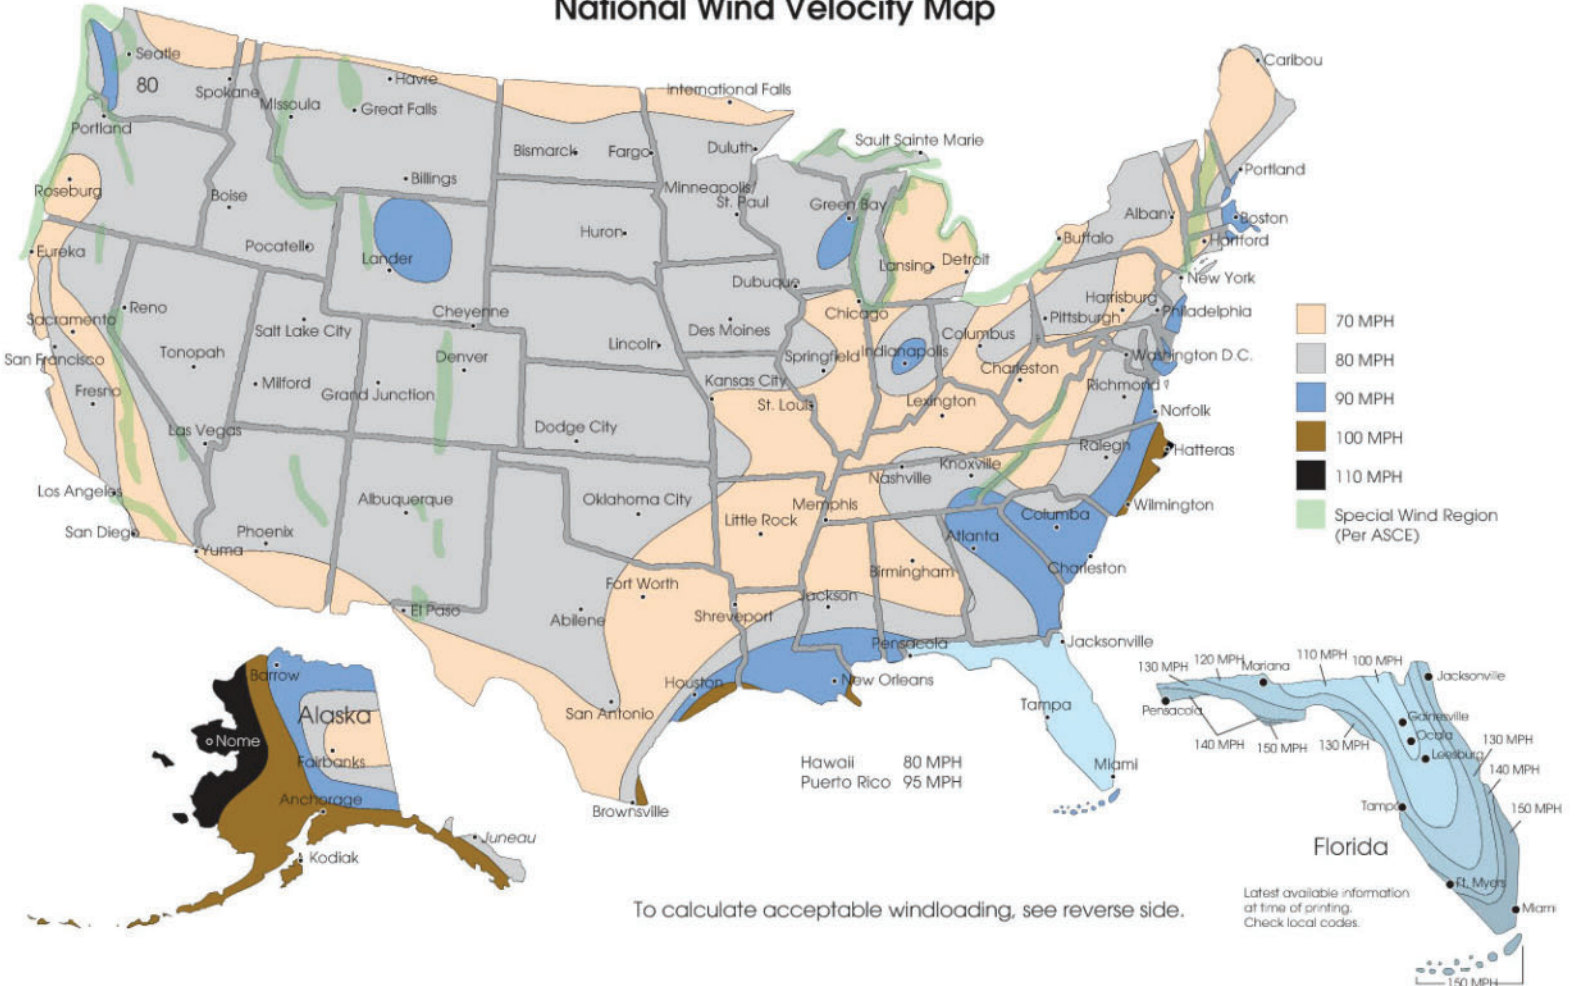 National Wind Velocity Map
Seatle
80
Spokane
Missoula
Havre
Great Falls
International Falls
Caribou
Portland
Bismarck
Fargo
Duluth
Sault Sainte Marie
Portland
Roseburg
Boise
Billings
Minneapolis
St. Paul
Green Bay
Albany
Boston
Eureka
Pocatello
Lander
Huron
Lansing
Detroit
Buffalo
Hartford
New York
Dubuque
Reno
Sacramento
Salt Lake City
Cheyenne
Des Moines
Chicago
Columbus
Harrisburg
Pittsburgh
Philadelphia
San Francisco
Tonopah
Denver
Lincoln
Springfield
Indianapolis
Washington D.C.
Fresno
Milford
Grand Junction
Kansas City
Charleston
Richmond
St. Louis
Lexington
Norfolk
Las Vegas
Dodge City
Ralegh
Hatteras
Knoxville
Nashville
Los Angeles
Albuquerque
Oklahoma City
Memphis
Little Rock
Columba
Wilmington
San Diego
Phoenix
Yuma
Atlanta
Birmingham
Charleston
Fort Worth
El Paso
Abilene
Shreveport
Jackson
Pensacola
Jacksonville
Houston
New Orleans
San Antonio
Tampa
Miami
Brownsville
70 MPH
80 MPH
90 MPH
100 MPH
110 MPH
Special Wind Region
(Per ASCE)
Barrow
Alaska
Nome
Fairbanks
Anchorage
Juneau
Kodiak
Hawaii 80 MPH
Puerto Rico 95 MPH
130 MPH
120 MPH
Mariana
110 MPH
100 MPH
Jacksonville
Pensacola
140 MPH
150 MPH
130 MPH
Gainesville
Ocala
Leesburg
130 MPH
140 MPH
150 MPH
Tampa
Florida
Ft. Myers
Miami
Latest available information
at time of printing.
Check local codes.
150 MPH
To calculate acceptable windloading, see reverse side.